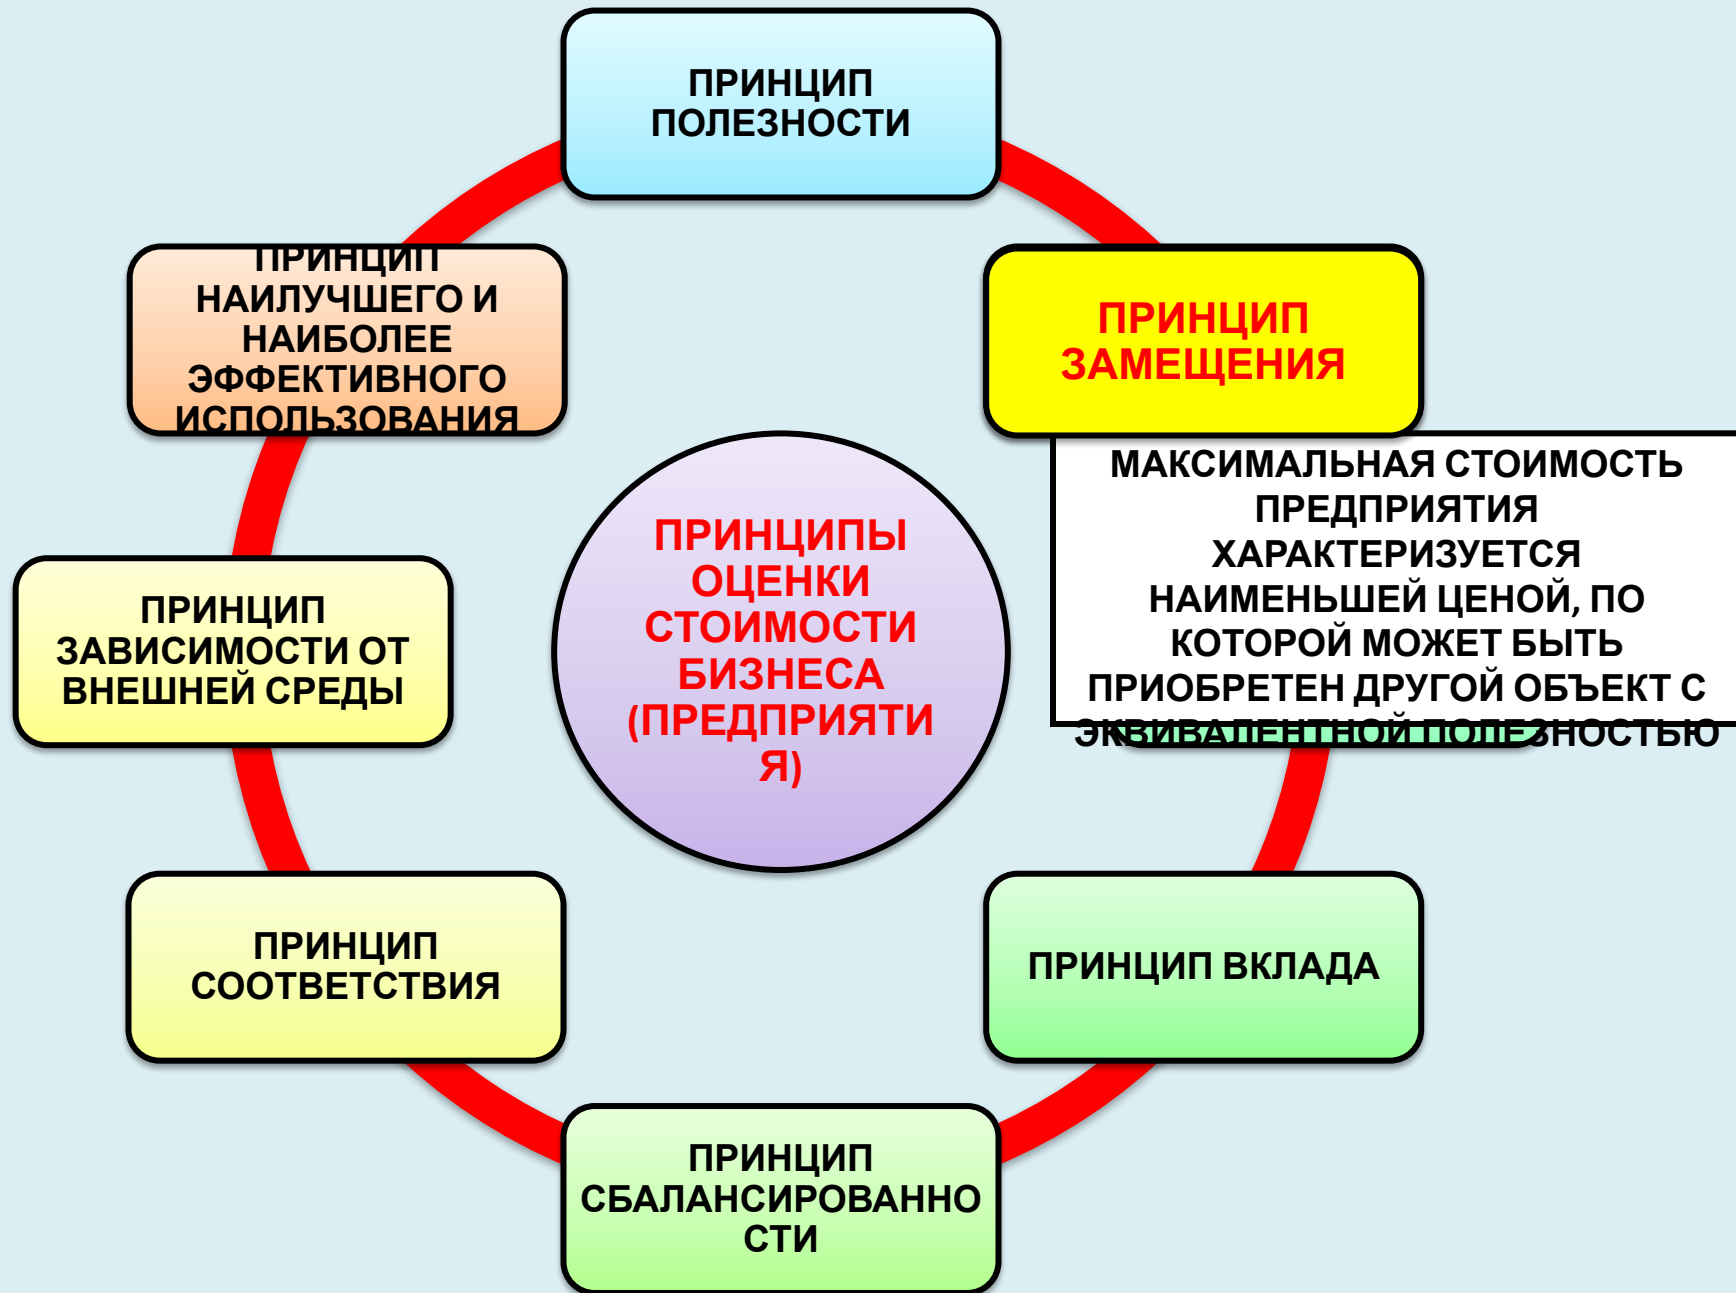 ПРИНЦИП
ПОЛЕЗНОСТИ
ПРИНЦИП
ЗАМЕЩЕНИЯ
МАКСИМАЛЬНАЯ СТОИМОСТЬ
ПРЕДПРИЯТИЯ
ХАРАКТЕРИЗУЕТСЯ
НАИМЕНЬШЕЙ ЦЕНОЙ, ПО
КОТОРОЙ МОЖЕТ БЫТЬ
ПРИОБРЕТЕН ДРУГОЙ ОБЪЕКТ С
ЭКВИВАЛЕНТНОЙ ПОЛЕЗНОСТЬЮ
ПРИНЦИП ВКЛАДА
ПРИНЦИП
СБАЛАНСИРОВАННО
СТИ
ПРИНЦИП
СООТВЕТСТВИЯ
ПРИНЦИП
ЗАВИСИМОСТИ ОТ
ВНЕШНЕЙ СРЕДЫ
ПРИНЦИП
НАИЛУЧШЕГО И
НАИБОЛЕЕ
ЭФФЕКТИВНОГО
ИСПОЛЬЗОВАНИЯ
ПРИНЦИПЫ
ОЦЕНКИ
СТОИМОСТИ
БИЗНЕСА
(ПРЕДПРИЯТИ
Я)